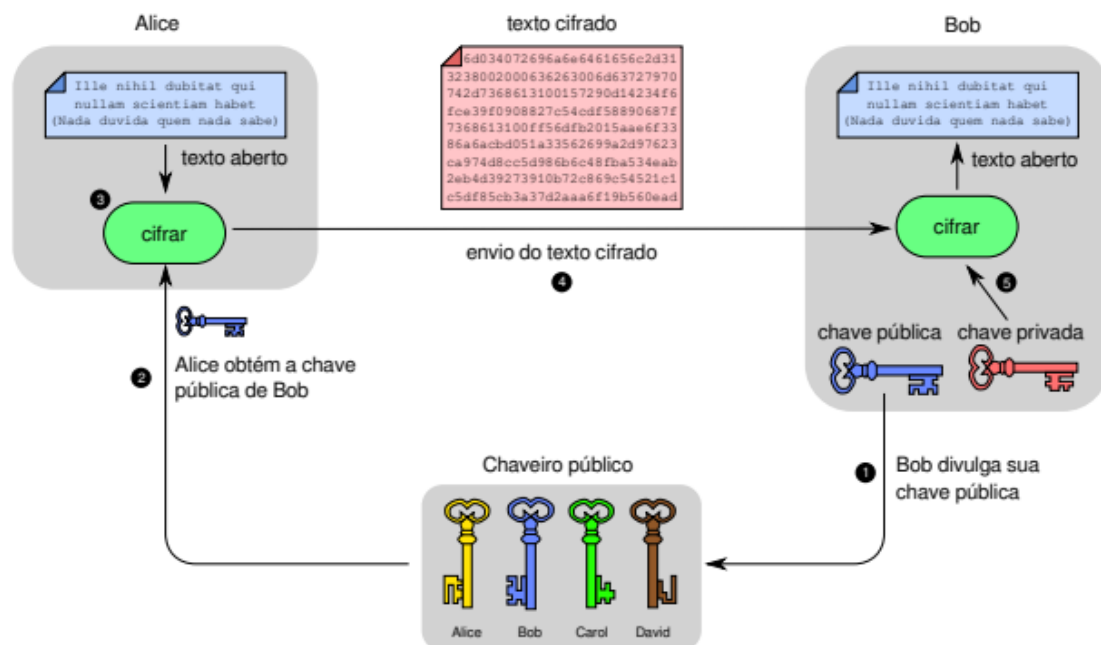 Alice
texto cifrado
Bob
Ille nihil dubitat qui
nullam scientiam habet
(Nada duvida quem nada sabe)
6d034072696a6e6461656c2d31
3238002000636263006d63727970
742d7368613100157290d14234f6
fce39f0908827c54cdf58890687f
7368613100ff56dfb2015aae6f33
86a6acbd051a33562699a2d97623
ca974d8cc5d986b6c48fba534eab
2eb4d39273910b72c869c54521c1
c5df85cb3a37d2aaa6f19b560ead
Ille nihil dubitat qui
nullam scientiam habet
(Nada duvida quem nada sabe)
texto aberto
texto aberto
3
cifrar
cifrar
envio do texto cifrado
4
5
chave pública
chave privada
2
Alice obtém a chave
pública de Bob
1
Bob divulga sua
chave pública
Chaveiro público
Alice
Bob
Carol
David